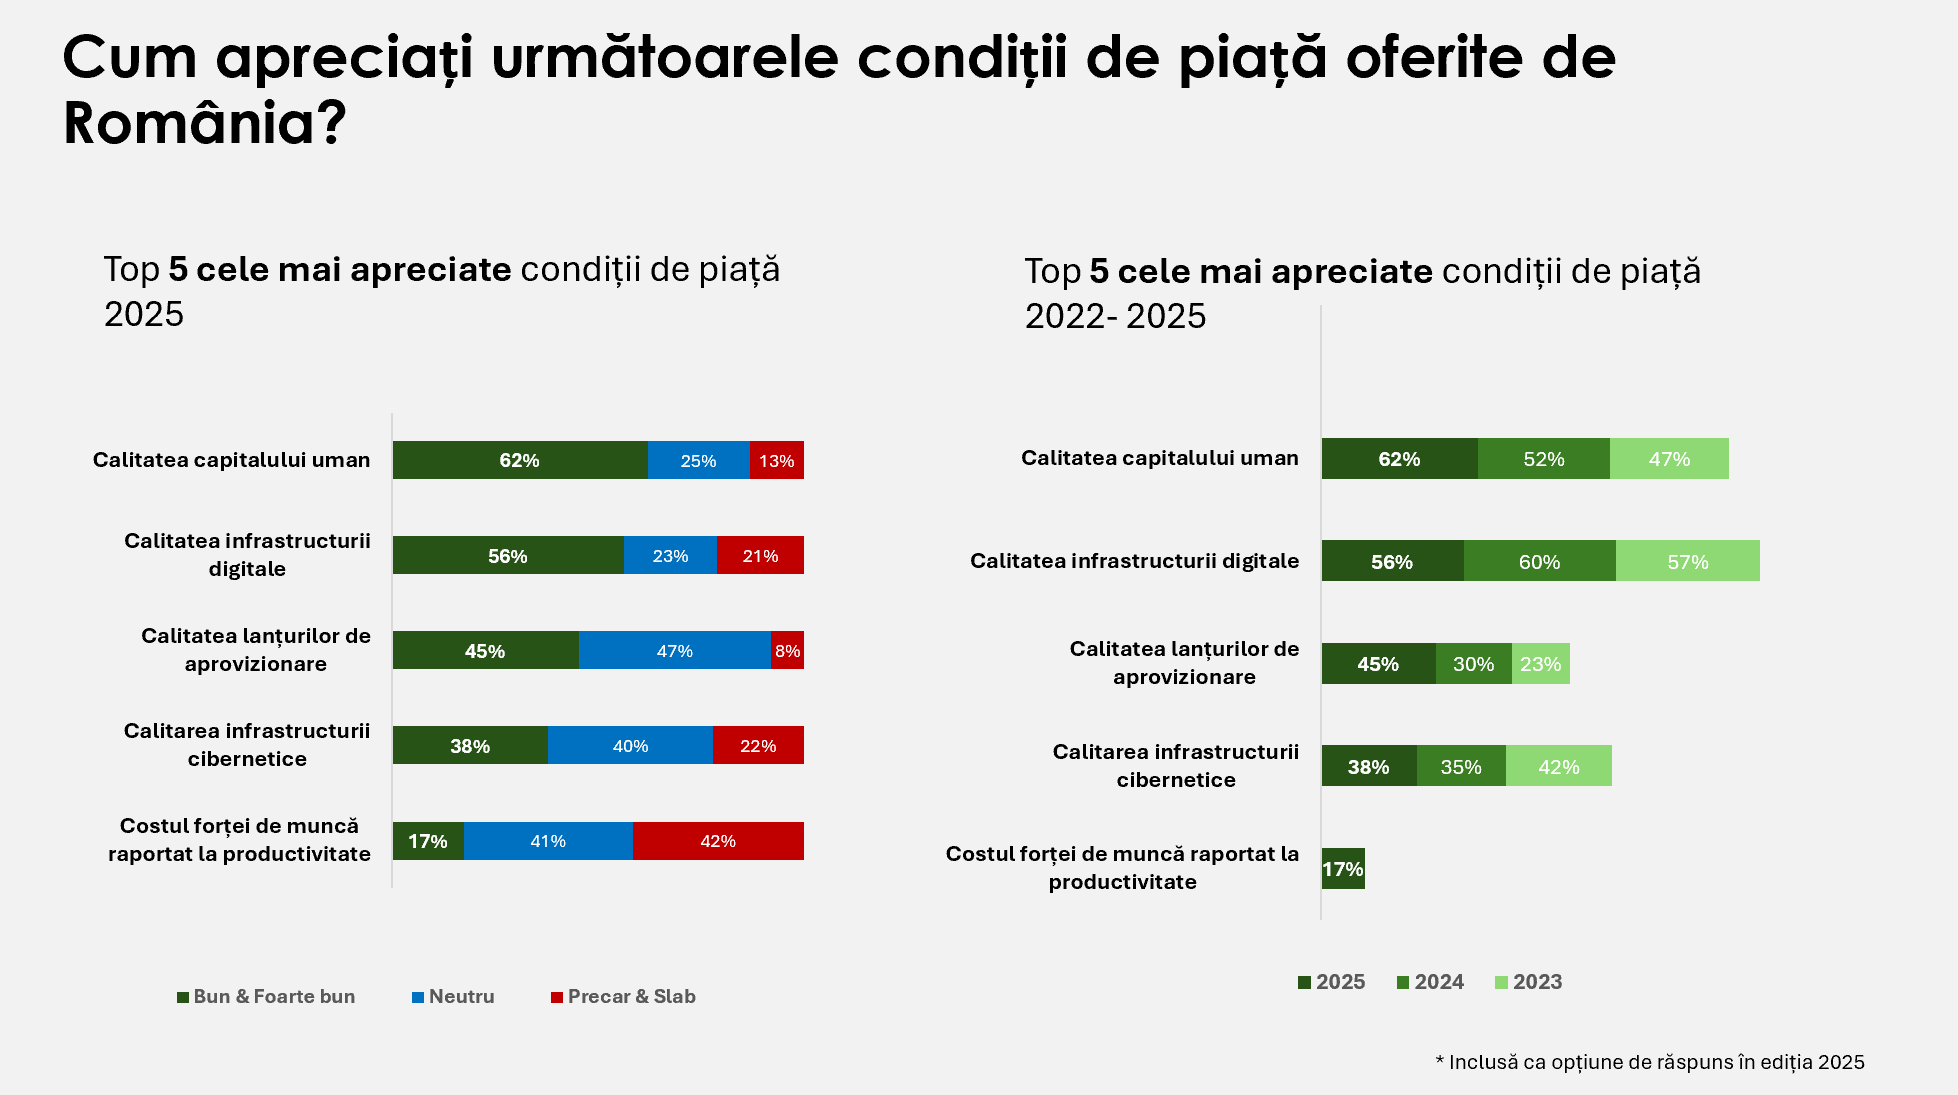 Cum apreciați următoarele condiții de piață oferite de
România?
Top 5 cele mai apreciate condiții de piață
2025
Calitatea capitalului uman
62%
25%
13%
Calitatea infrastructurii
digitale
56%
23%
21%
Calitatea lanțurilor de
aprovizionare
45%
47%
8%
Calitarea infrastructurii
cibernetice
38%
40%
22%
Costul forței de muncă
raportat la productivitate
17%
41%
42%
Bun & Foarte bun
Neutru
Precar & Slab
Top 5 cele mai apreciate condiții de piață
2022- 2025
Calitatea capitalului uman
62%
52%
47%
Calitatea infrastructurii digitale
56%
60%
57%
Calitatea lanțurilor de
aprovizionare
45%
30%
23%
Calitarea infrastructurii
cibernetice
38%
35%
42%
Costul forței de muncă raportat la
productivitate
17%
2025
2024
2023
* Inclusă ca opțiune de răspuns în ediția 2025